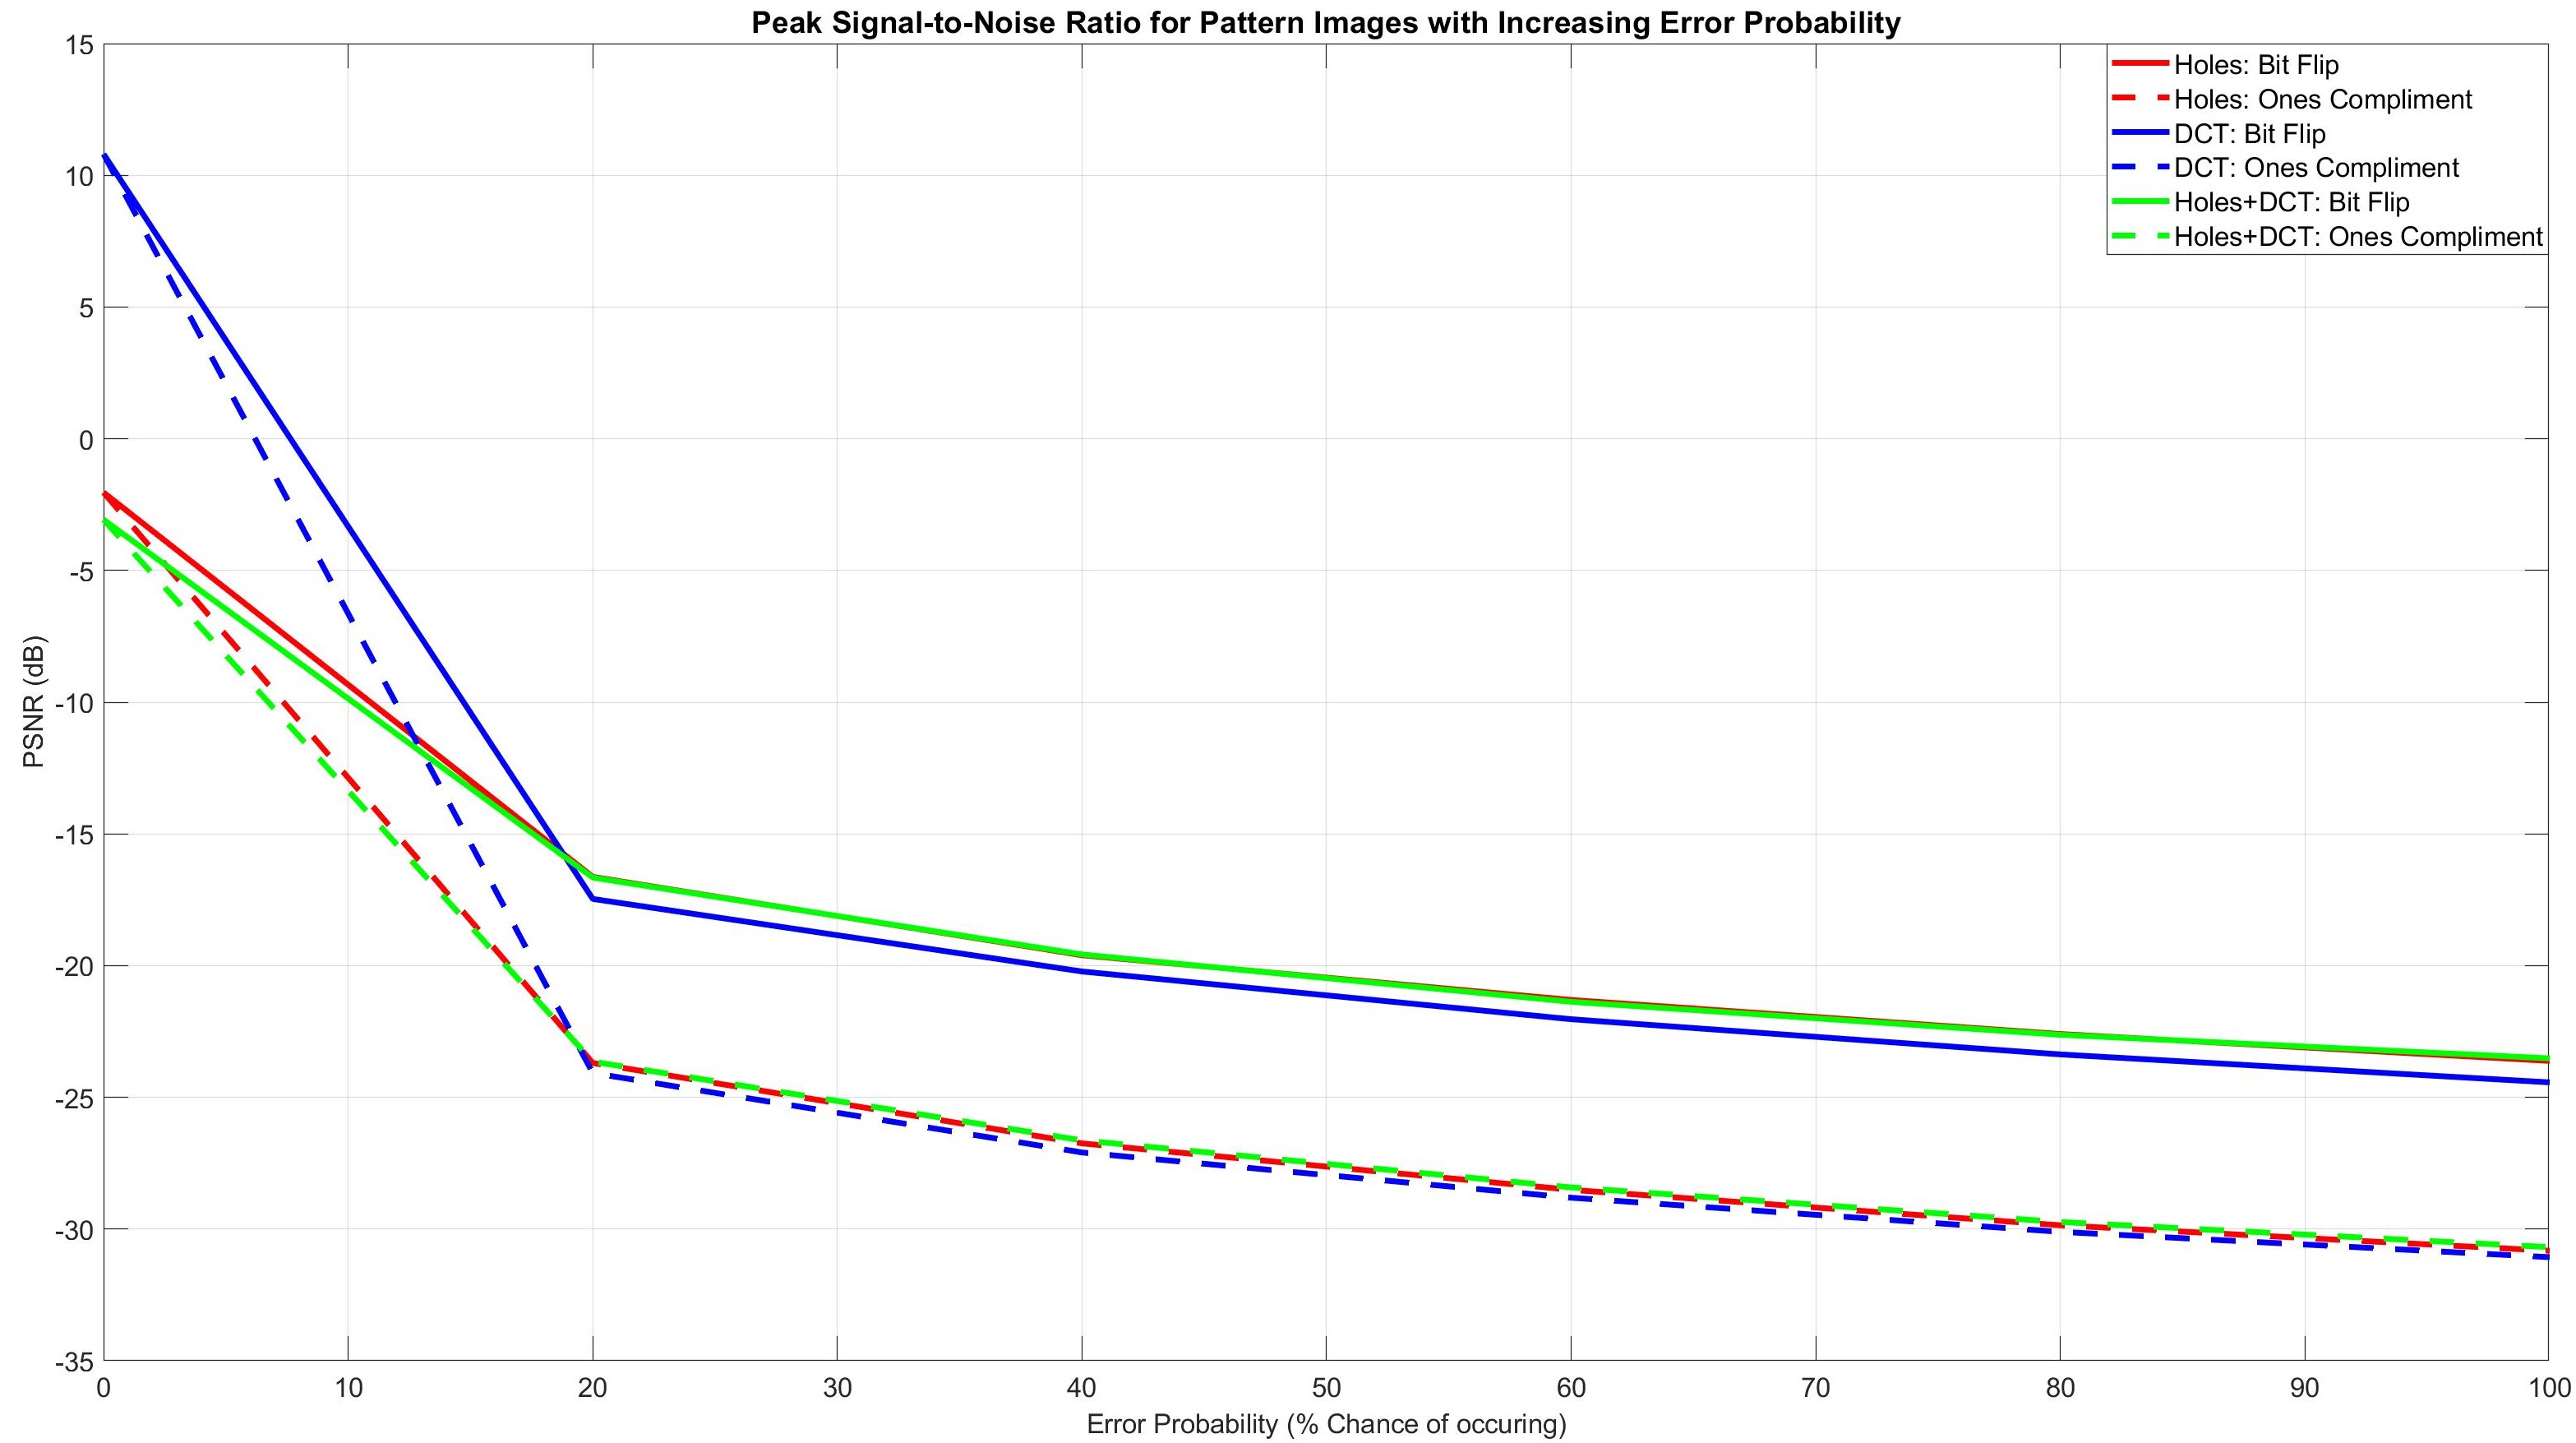 Peak Signal-to-Noise Ratio for Pattern Images with Increasing Error Probability
15
10
5
0
-5
-10
-15
-20
-25
-30
-35
PSNR (dB)
Holes: Bit Flip
Holes: Ones Compliment
DCT: Bit Flip
DCT: Ones Compliment
Holes+DCT: Bit Flip
Holes+DCT: Ones Compliment
0 10 20 30 40 50 60 70 80 90 100
Error Probability (% Chance of occuring)